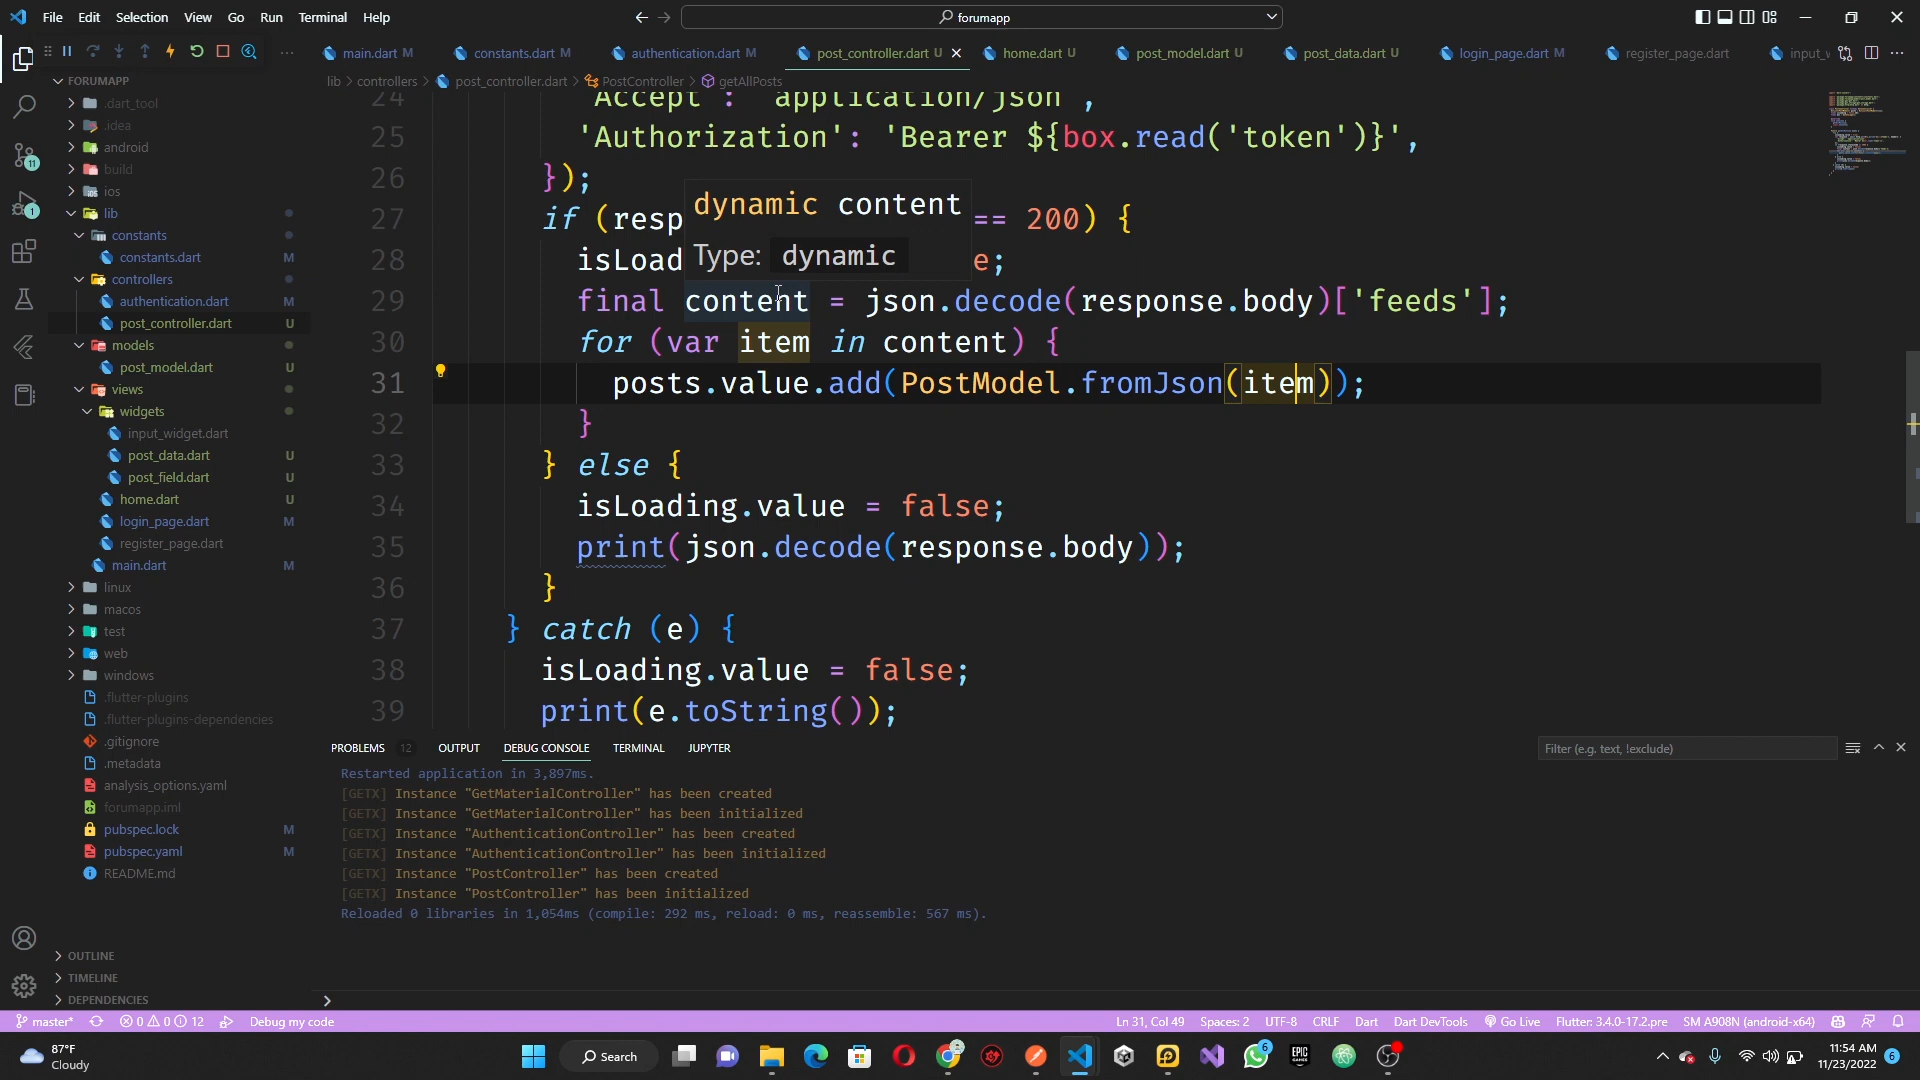 File Edit Selection View Go Run Terminal Help
forumapp
main.dart M
constants.dart M
authentication.dart M
post_controller.dart U
home.dart U
post_model.dart U
post_data.dart U
login_page.dart M
register_page.dart
lib > controllers > post_controller.dart > PostController > getAllPosts
FORUMAPP
.dart_tool
.idea
android
build
ios
lib
constants
constants.dart M
controllers
authentication.dart M
post_controller.dart U
models
post_model.dart U
views
widgets
input_widget.dart
post_data.dart U
post_field.dart U
home.dart U
login_page.dart M
register_page.dart
main.dart M
linux
macos
test
web
windows
.flutter-plugins
.flutter-plugins-dependencies
.gitignore
.metadata
analysis_options.yaml
forumapp.iml
pubspec.lock M
pubspec.yaml M
README.md
OUTLINE
TIMELINE
DEPENDENCIES
11
1
24 'Accept': 'application/json',
25 'Authorization': 'Bearer ${box.read('token')}',
26 });
27 if (resp == 200) {
28 isLoad e;
29 final content = json.decode(response.body)['feeds'];
30 for (var item in content) {
31 posts.value.add(PostModel.fromJson(item));
32 }
33 } else {
34 isLoading.value = false;
35 print(json.decode(response.body));
36 }
37 } catch (e) {
38 isLoading.value = false;
39 print(e.toString());
dynamic content
Type: dynamic
PROBLEMS 12 OUTPUT DEBUG CONSOLE TERMINAL JUPYTER
Filter (e.g. text, !exclude)
Restarted application in 3,897ms.
[GETX] Instance "GetMaterialController" has been created
[GETX] Instance "GetMaterialController" has been initialized
[GETX] Instance "AuthenticationController" has been created
[GETX] Instance "AuthenticationController" has been initialized
[GETX] Instance "PostController" has been created
[GETX] Instance "PostController" has been initialized
Reloaded 0 libraries in 1,054ms (compile: 292 ms, reload: 0 ms, reassemble: 567 ms).
master* 0 0 12 Debug my code
Ln 31, Col 49 Spaces: 2 UTF-8 CRLF Dart Dart DevTools Go Live Flutter: 3.4.0-17.2.pre SM A908N (android-x64)
87°F
Cloudy
Search
6
EPIC GAMES
11:54 AM
11/23/2022
6